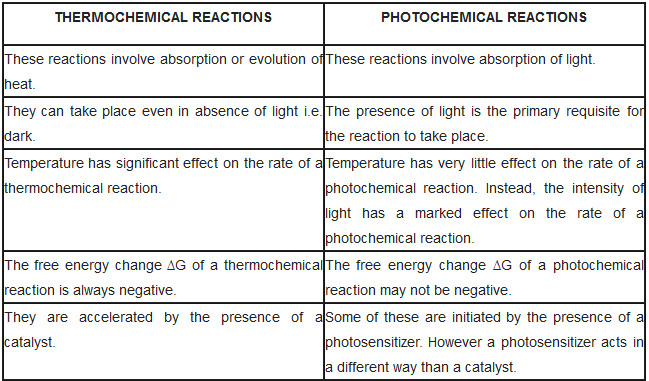 THERMOCHEMICAL REACTIONS
PHOTOCHEMICAL REACTIONS
These reactions involve absorption or evolution of
heat.
These reactions involve absorption of light.
They can take place even in absence of light i.e.
dark.
The presence of light is the primary requisite for
the reaction to take place.
Temperature has significant effect on the rate of a
thermochemical reaction.
Temperature has very little effect on the rate of a
photochemical reaction. Instead, the intensity of
light has a marked effect on the rate of a
photochemical reaction.
The free energy change ∆G of a thermochemical
reaction is always negative.
The free energy change ∆G of a photochemical
reaction may not be negative.
They are accelerated by the presence of a
catalyst.
Some of these are initiated by the presence of a
photosensitizer. However a photosensitizer acts in
a different way than a catalyst.